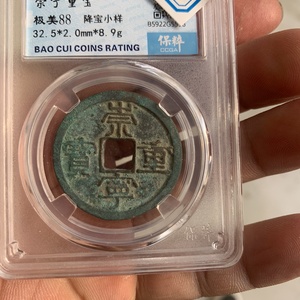 崇宁重宝
极美88 降宝小样
32.5*2.0mm*8.9g
BAO CUI COINS RATING
保粹
崇
寳 重
寧